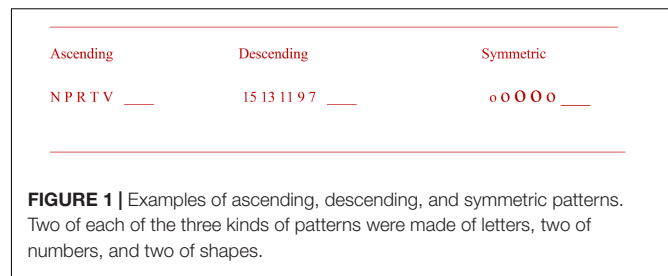 Ascending Descending Symmetric
N P R T V ____ 15 13 11 9 7 ____ o o O O o ____
FIGURE 1 | Examples of ascending, descending, and symmetric patterns.
Two of each of the three kinds of patterns were made of letters, two of
numbers, and two of shapes.